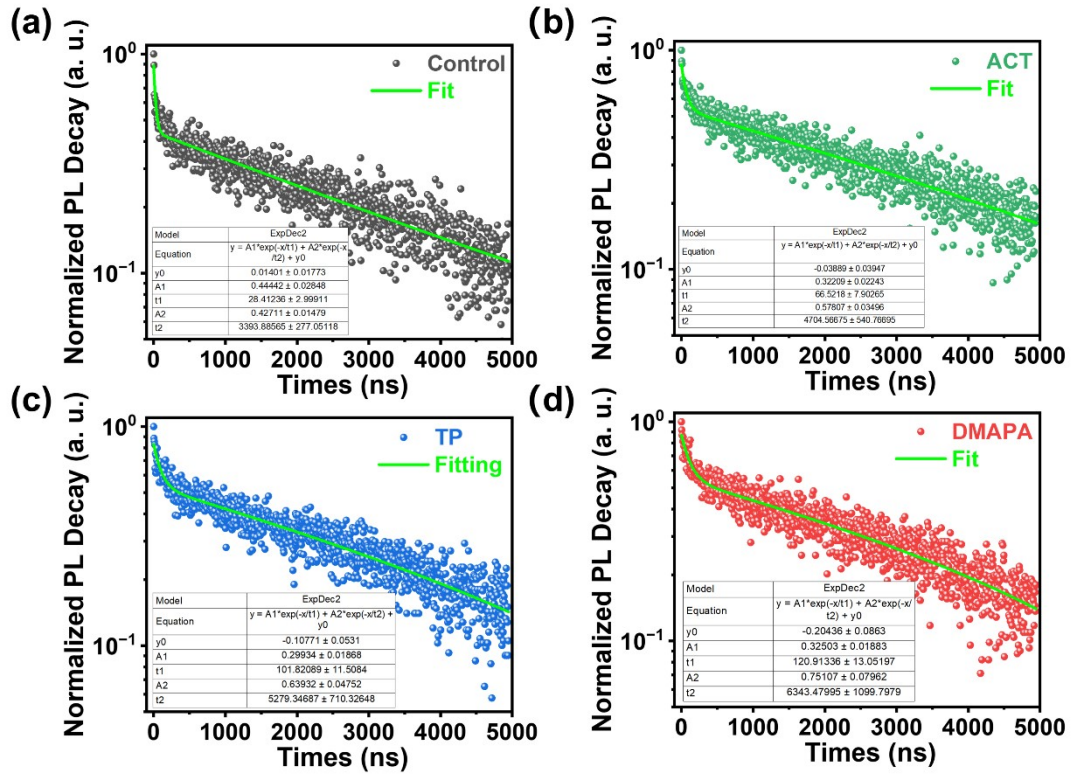 (a)
Normalized PL Decay (a. u.)
10⁰
10⁻¹
Control
Fit
Model ExpDec2
Equation y = A1*exp(-x/t1) + A2*exp(-x
/t2) + y0
y0 0.01401 ± 0.01773
A1 0.44442 ± 0.02848
t1 28.41236 ± 2.99911
A2 0.42711 ± 0.01479
t2 3393.88565 ± 277.05118
0 1000 2000 3000 4000 5000
Times (ns)
(b)
Normalized PL Decay (a. u.)
10⁰
10⁻¹
ACT
Fit
Model ExpDec2
Equation y = A1*exp(-x/t1) + A2*exp(-x/t2) + y0
y0 -0.03889 ± 0.03947
A1 0.32209 ± 0.02243
t1 66.5218 ± 7.90265
A2 0.57807 ± 0.03496
t2 4704.56675 ± 540.76695
0 1000 2000 3000 4000 5000
Times (ns)
(c)
Normalized PL Decay (a. u.)
10⁰
10⁻¹
TP
Fitting
Model ExpDec2
Equation y = A1*exp(-x/t1) + A2*exp(-x/t2) +
y0
y0 -0.10771 ± 0.0531
A1 0.29934 ± 0.01868
t1 101.82089 ± 11.5084
A2 0.63932 ± 0.04752
t2 5279.34687 ± 710.32648
0 1000 2000 3000 4000 5000
Times (ns)
(d)
Normalized PL Decay (a. u.)
10⁰
10⁻¹
DMAPA
Fit
Model ExpDec2
Equation y = A1*exp(-x/t1) + A2*exp(-x/
t2) + y0
y0 -0.20436 ± 0.0863
A1 0.32503 ± 0.01883
t1 120.91336 ± 13.05197
A2 0.75107 ± 0.07962
t2 6343.47995 ± 1099.7979
0 1000 2000 3000 4000 5000
Times (ns)